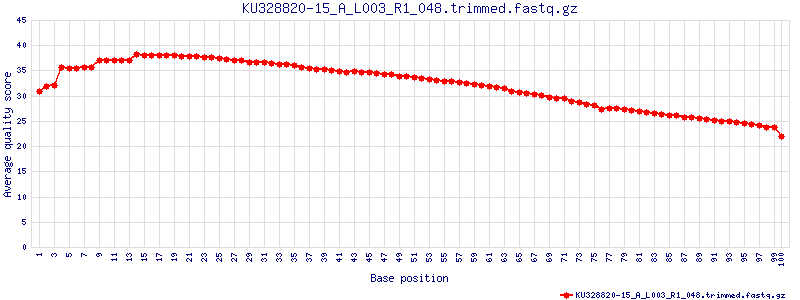 KU328820-15_A_L003_R1_048.trimmed.fastq.gz
45
40
35
30
25
20
15
10
5
0
Average quality score
1 3 5 7 9 11 13 15 17 19 21 23 25 27 29 31 33 35 37 39 41 43 45 47 49 51 53 55 57 59 61 63 65 67 69 71 73 75 77 79 81 83 85 87 89 91 93 95 97 99 100
Base position
KU328820-15_A_L003_R1_048.trimmed.fastq.gz